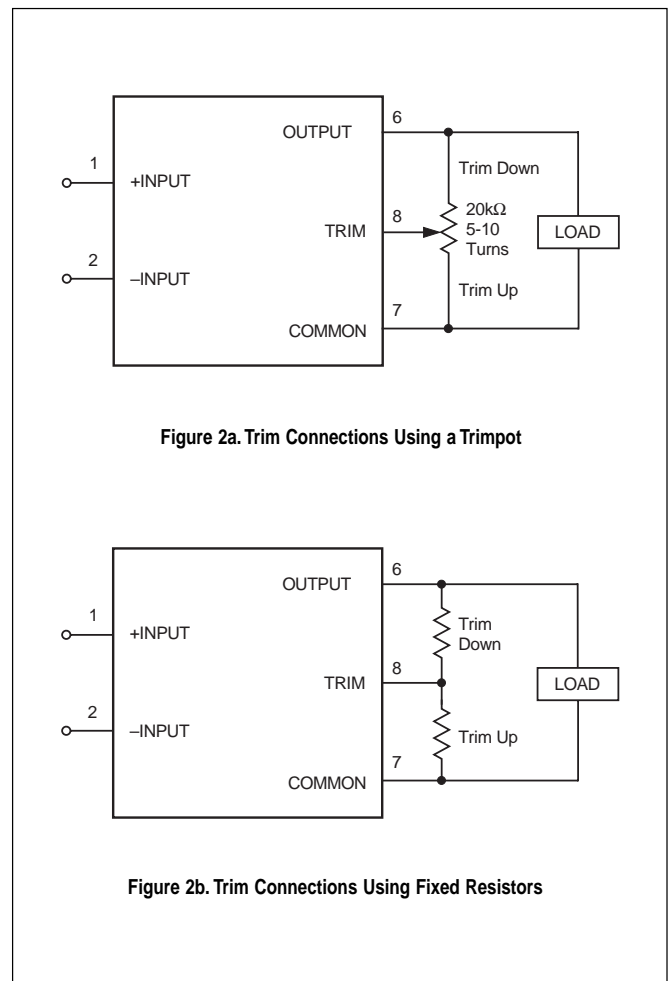 6
OUTPUT
1
+INPUT
Trim Down
8
20kΩ
5-10
Turns
TRIM
LOAD
2
–INPUT
Trim Up
7
COMMON
Figure 2a. Trim Connections Using a Trimpot
6
OUTPUT
1
+INPUT
Trim
Down
8
TRIM
LOAD
2
–INPUT
Trim Up
7
COMMON
Figure 2b. Trim Connections Using Fixed Resistors